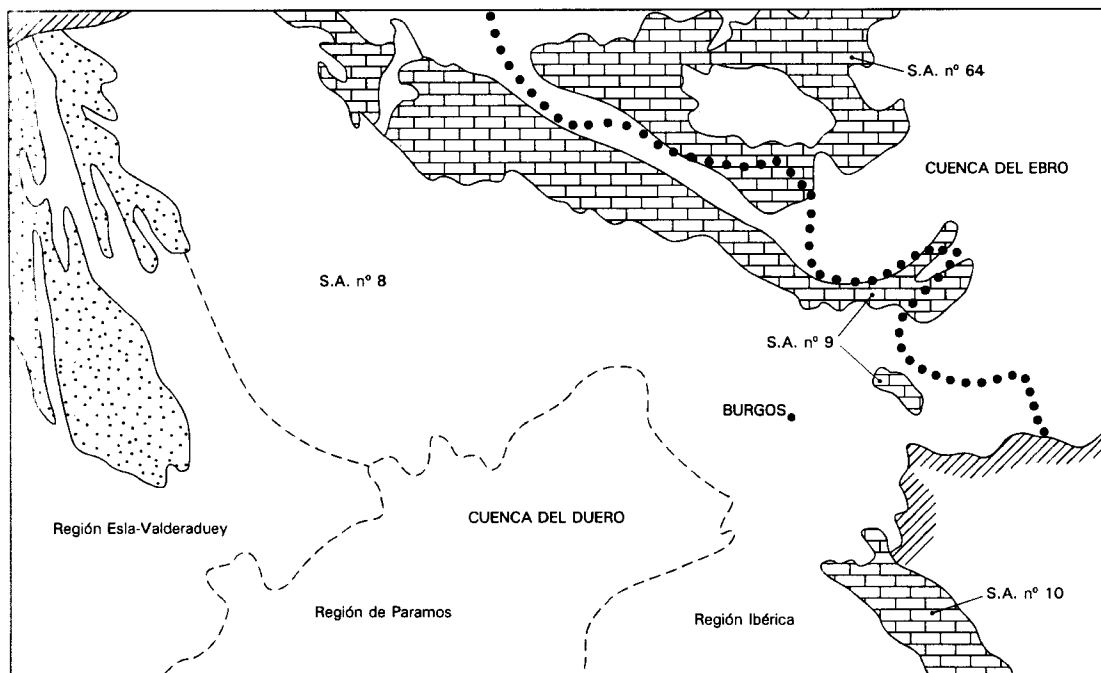 S.A. nº 64
CUENCA DEL EBRO
S.A. nº 8
S.A. nº 9
BURGOS
Región Esla-Valderaduey
CUENCA DEL DUERO
S.A. nº 10
Región de Paramos
Región Ibérica